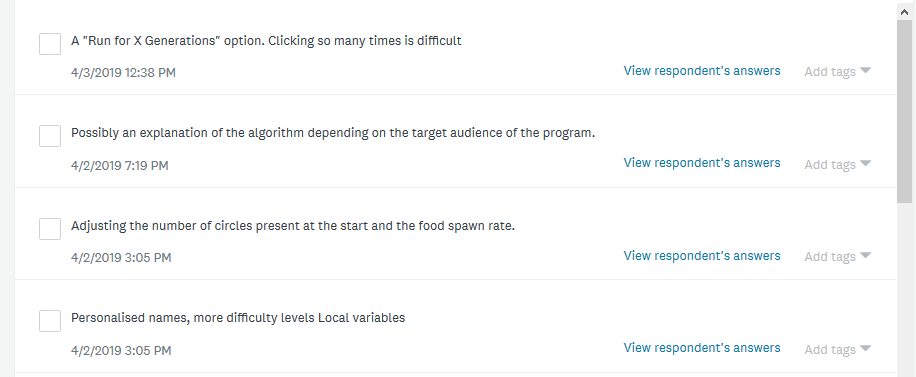 A "Run for X Generations" option. Clicking so many times is difficult
4/3/2019 12:38 PM View respondent's answers Add tags
Possibly an explanation of the algorithm depending on the target audience of the program.
4/2/2019 7:19 PM View respondent's answers Add tags
Adjusting the number of circles present at the start and the food spawn rate.
4/2/2019 3:05 PM View respondent's answers Add tags
Personalised names, more difficulty levels Local variables
4/2/2019 3:05 PM View respondent's answers Add tags